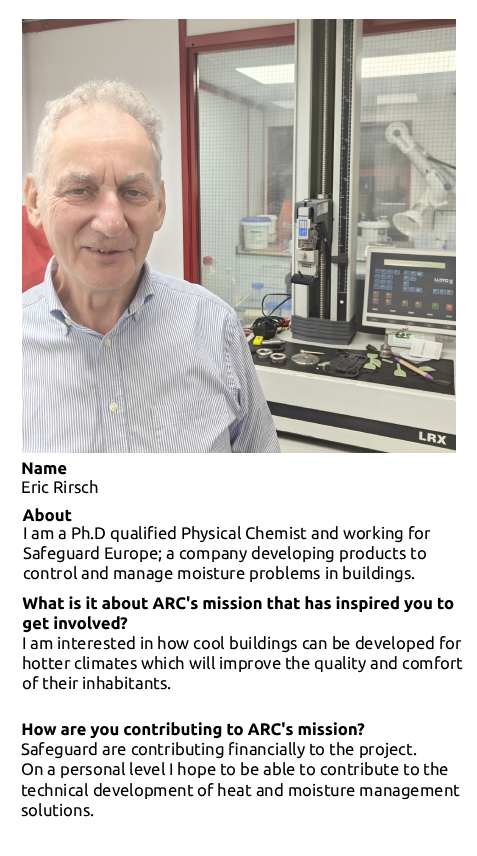 LLOYD
LRX
Name
Eric Rirsch
About
I am a Ph.D qualified Physical Chemist and working for
Safeguard Europe; a company developing products to
control and manage moisture problems in buildings.
What is it about ARC's mission that has inspired you to
get involved?
I am interested in how cool buildings can be developed for
hotter climates which will improve the quality and comfort
of their inhabitants.
How are you contributing to ARC's mission?
Safeguard are contributing financially to the project.
On a personal level I hope to be able to contribute to the
technical development of heat and moisture management
solutions.